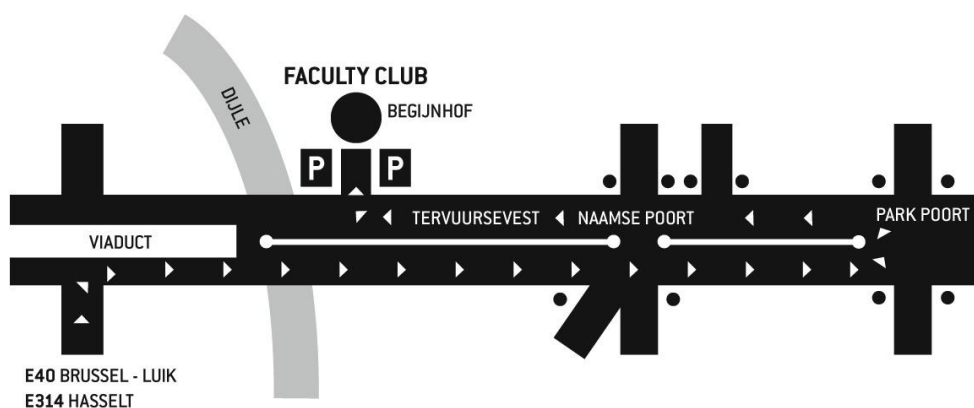 FACULTY CLUB
BEGIJNHOF
DIJLE
P
P
TERVUURSEVEST
NAAMSE POORT
PARK POORT
VIADUCT
E40 BRUSSEL - LUIK
E314 HASSELT